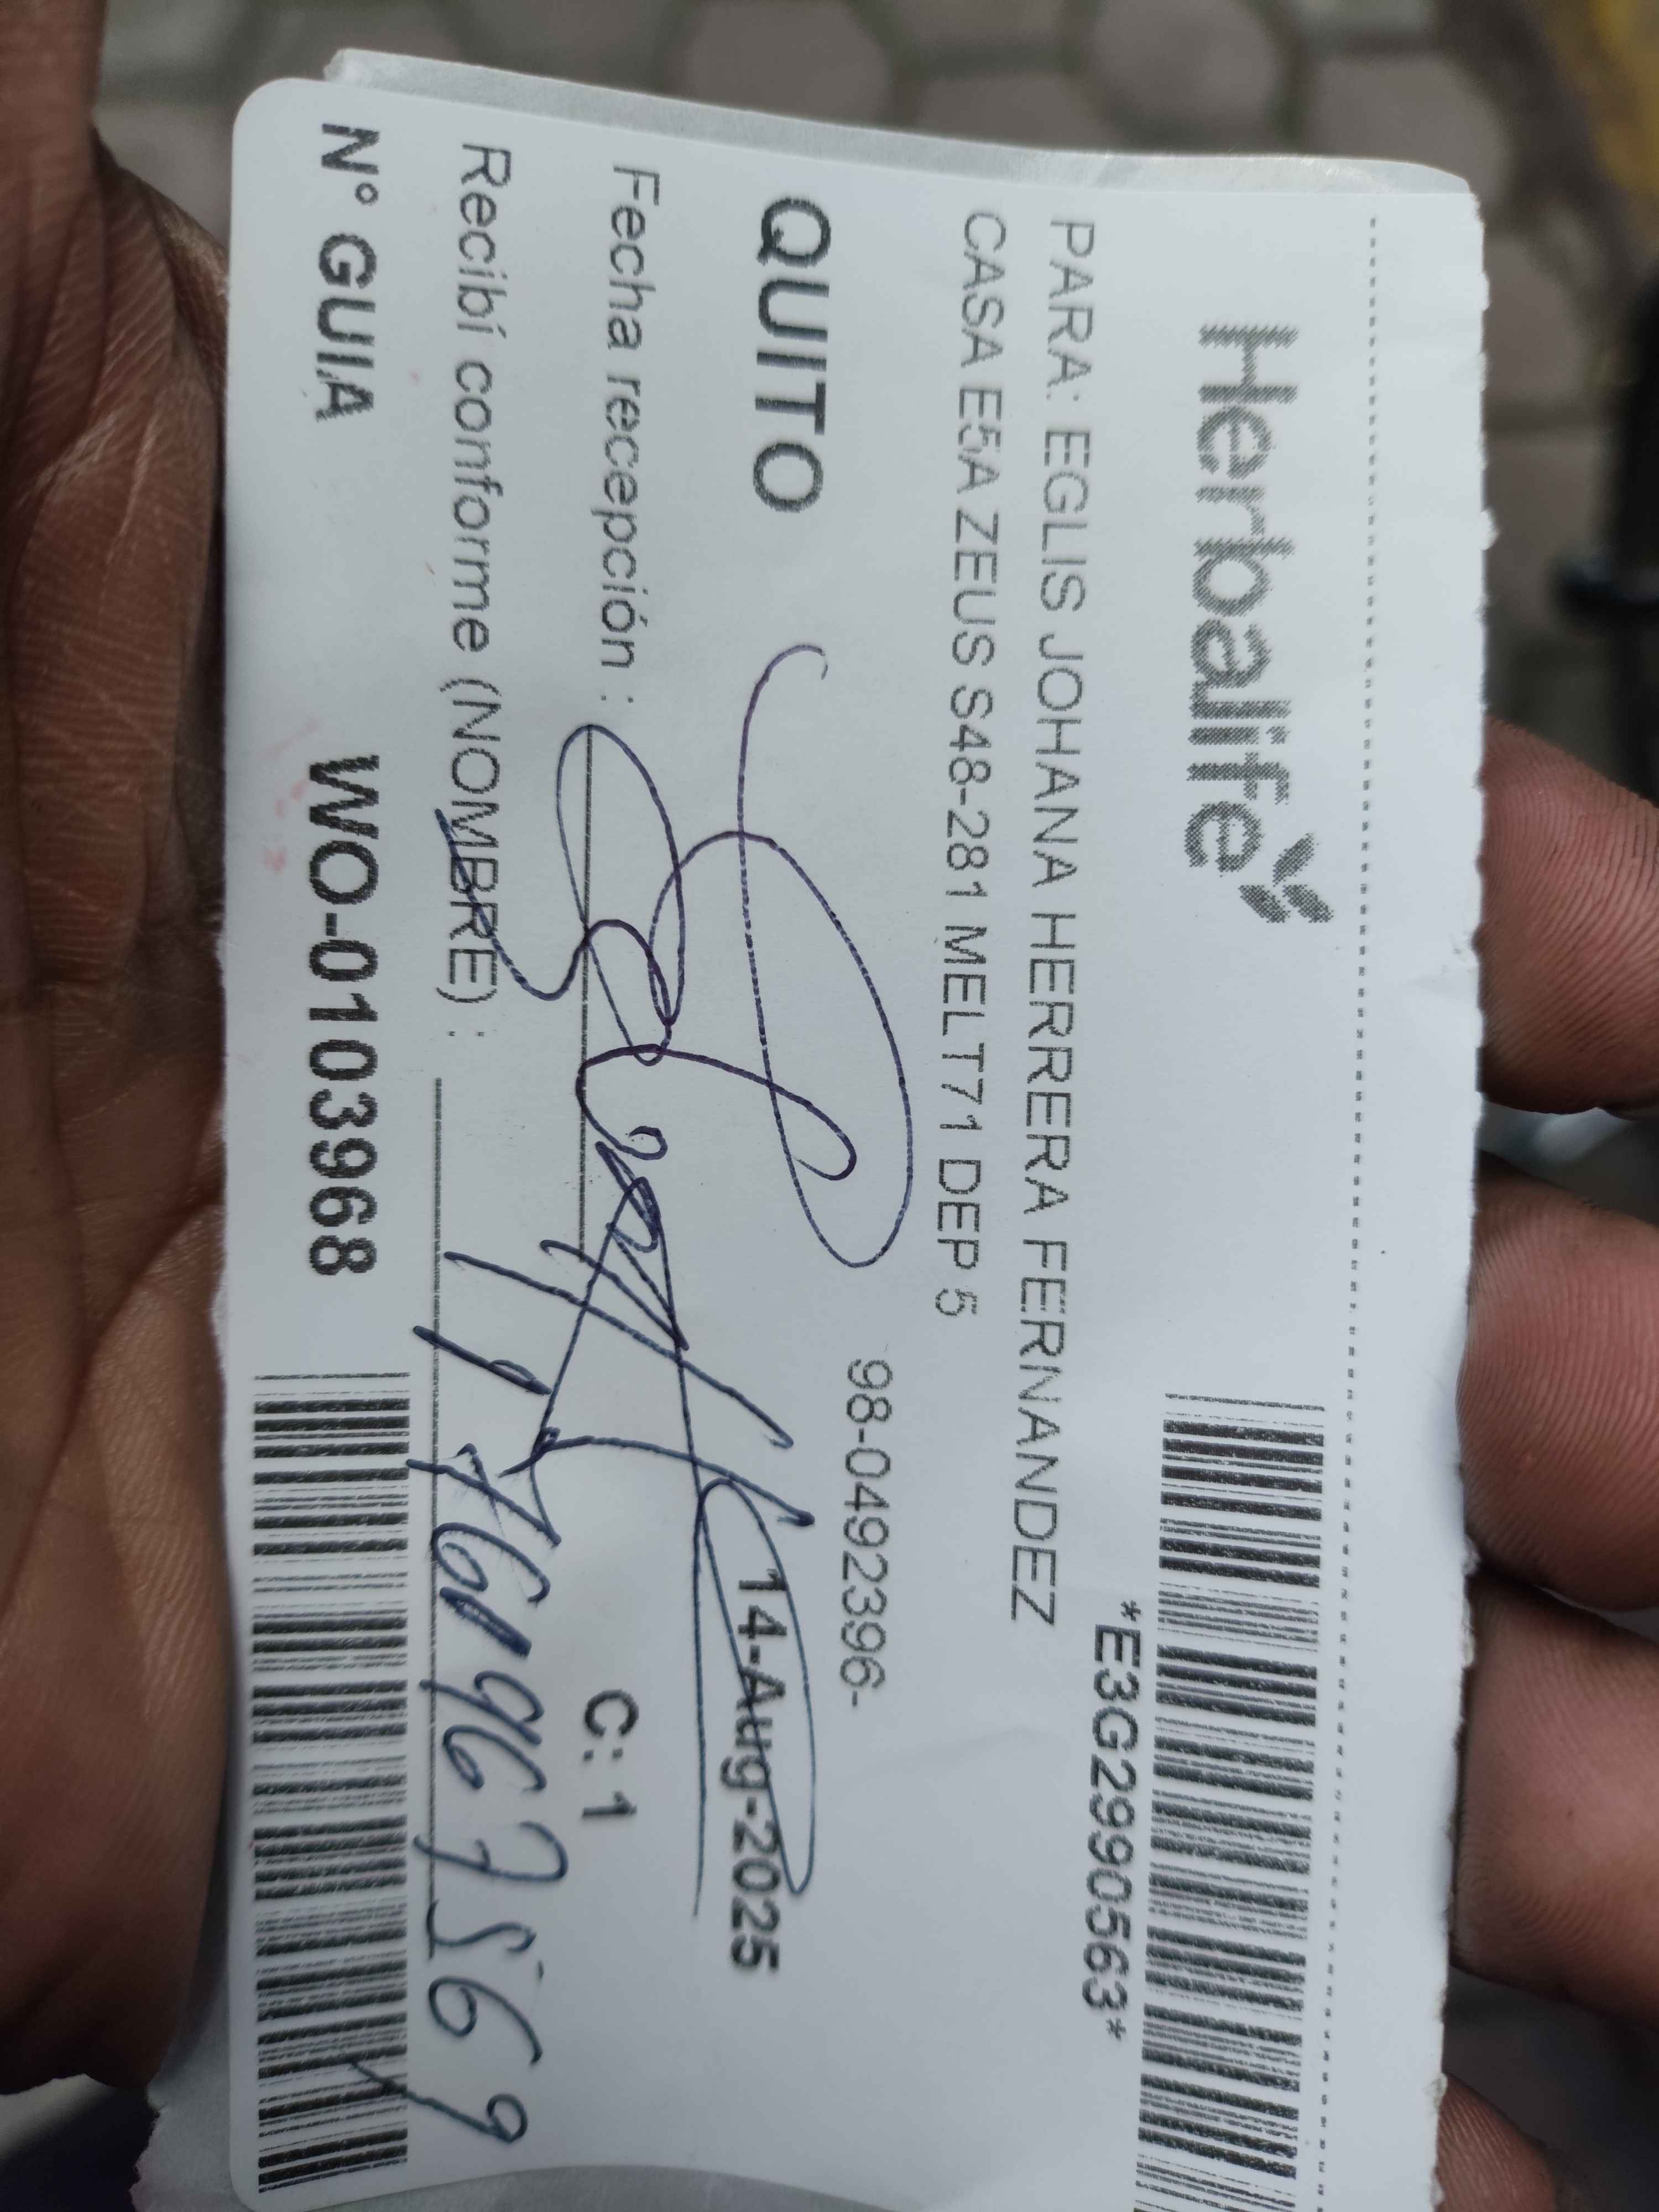 Herbalife
*E3G2990563*
PARA: EGLIS JOHANA HERRERA FERNANDEZ
CASA E5A ZEUS S48-281 MELT71 DEP 5
98-0492396-
QUITO
14-Aug-2025
Fecha recepción :
C: 1
Recibí conforme (NOMBRE) :
N° GUIA WO-0103968